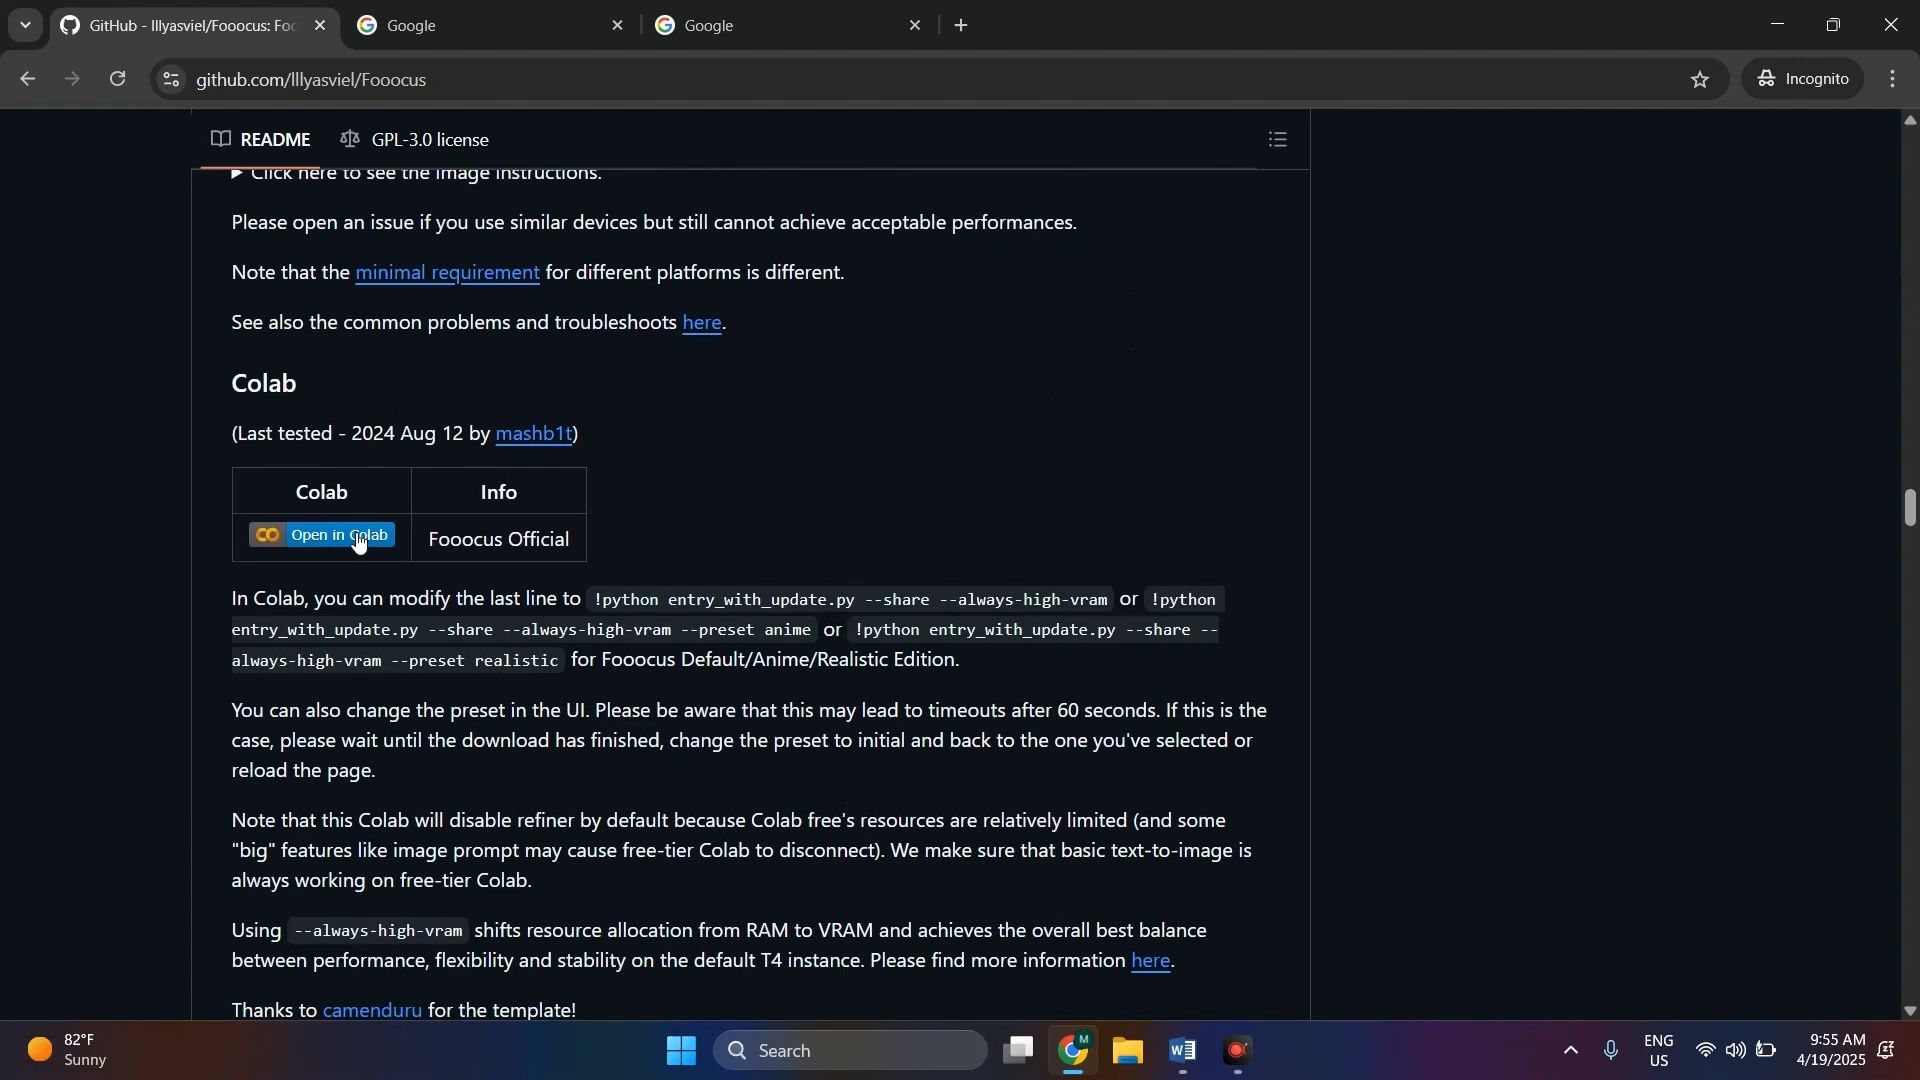 GitHub - lllyasviel/Fooocus: Foc
Google
Google
github.com/lllyasviel/Fooocus
Incognito
README
GPL-3.0 license
Click here to see the image instructions.
Please open an issue if you use similar devices but still cannot achieve acceptable performances.
Note that the minimal requirement for different platforms is different.
See also the common problems and troubleshoots here.
Colab
(Last tested - 2024 Aug 12 by mashb1t)
Colab Info
Open in Colab Fooocus Official
In Colab, you can modify the last line to !python entry_with_update.py --share --always-high-vram or !python
entry_with_update.py --share --always-high-vram --preset anime or !python entry_with_update.py --share --
always-high-vram --preset realistic for Fooocus Default/Anime/Realistic Edition.
You can also change the preset in the UI. Please be aware that this may lead to timeouts after 60 seconds. If this is the
case, please wait until the download has finished, change the preset to initial and back to the one you've selected or
reload the page.
Note that this Colab will disable refiner by default because Colab free's resources are relatively limited (and some
"big" features like image prompt may cause free-tier Colab to disconnect). We make sure that basic text-to-image is
always working on free-tier Colab.
Using --always-high-vram shifts resource allocation from RAM to VRAM and achieves the overall best balance
between performance, flexibility and stability on the default T4 instance. Please find more information here.
Thanks to camenduru for the template!
82°F
Sunny
Search
M
W
ENG
US
9:55 AM
4/19/2025